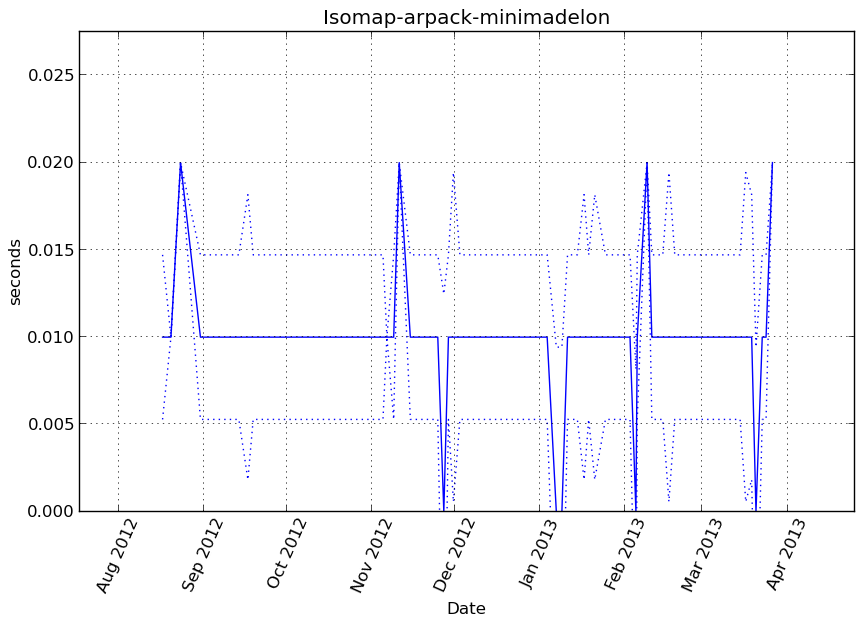 Isomap-arpack-minimadelon
0.025
0.020
0.015
0.010
0.005
0.000
seconds
Aug 2012
Sep 2012
Oct 2012
Nov 2012
Dec 2012
Jan 2013
Feb 2013
Mar 2013
Apr 2013
Date